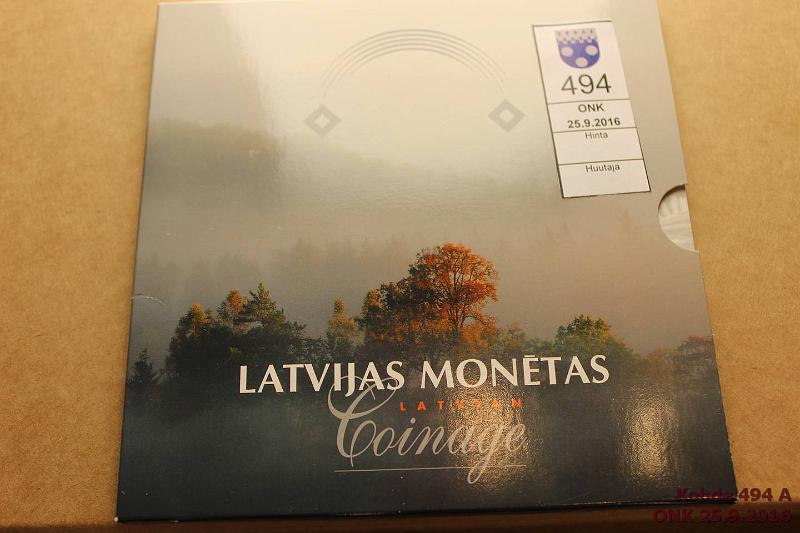 494
ONK
25.9.2016
Hinta
Huutaja
LATVIJAS MONĒTAS
LATVIAN
Coinage
Kohde 494 A
ONK 25.9.2016